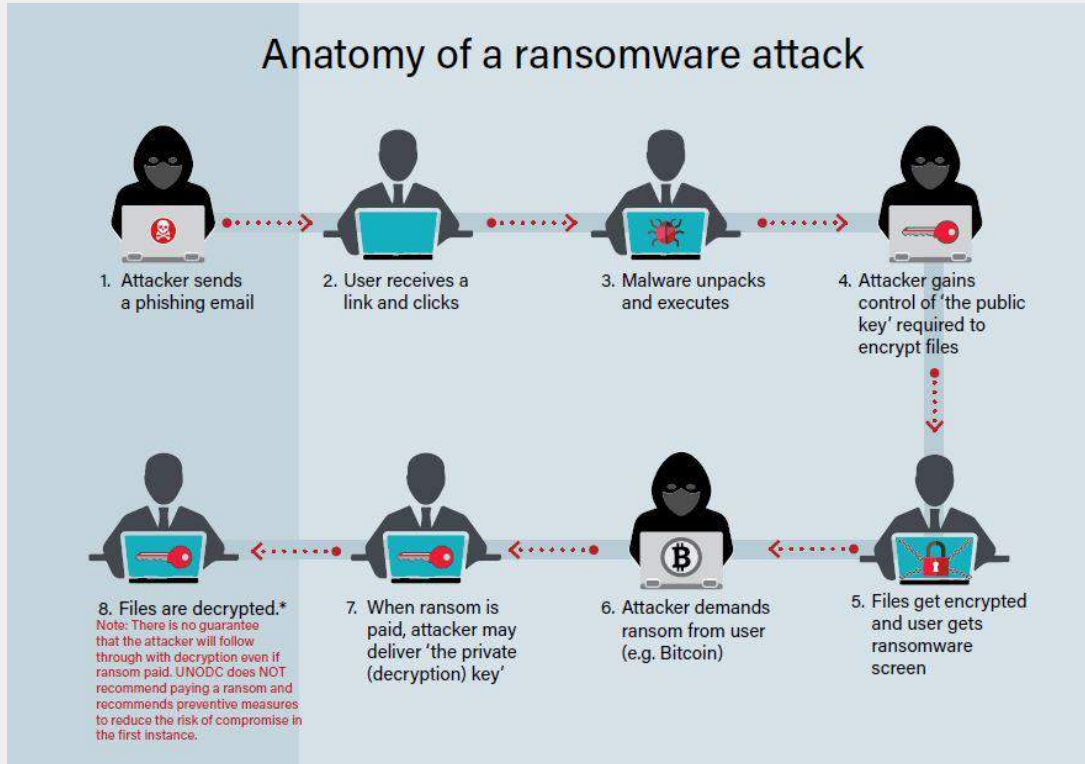 Anatomy of a ransomware attack
1. Attacker sends
a phishing email
2. User receives a
link and clicks
3. Malware unpacks
and executes
4. Attacker gains
control of ‘the public
key’ required to
encrypt files
5. Files get encrypted
and user gets
ransomware
screen
6. Attacker demands
ransom from user
(e.g. Bitcoin)
7. When ransom is
paid, attacker may
deliver ‘the private
(decryption) key’
8. Files are decrypted.*
Note: There is no guarantee
that the attacker will follow
through with decryption even if
ransom paid. UNODC does NOT
recommend paying a ransom and
recommends preventive measures
to reduce the risk of compromise in
the first instance.